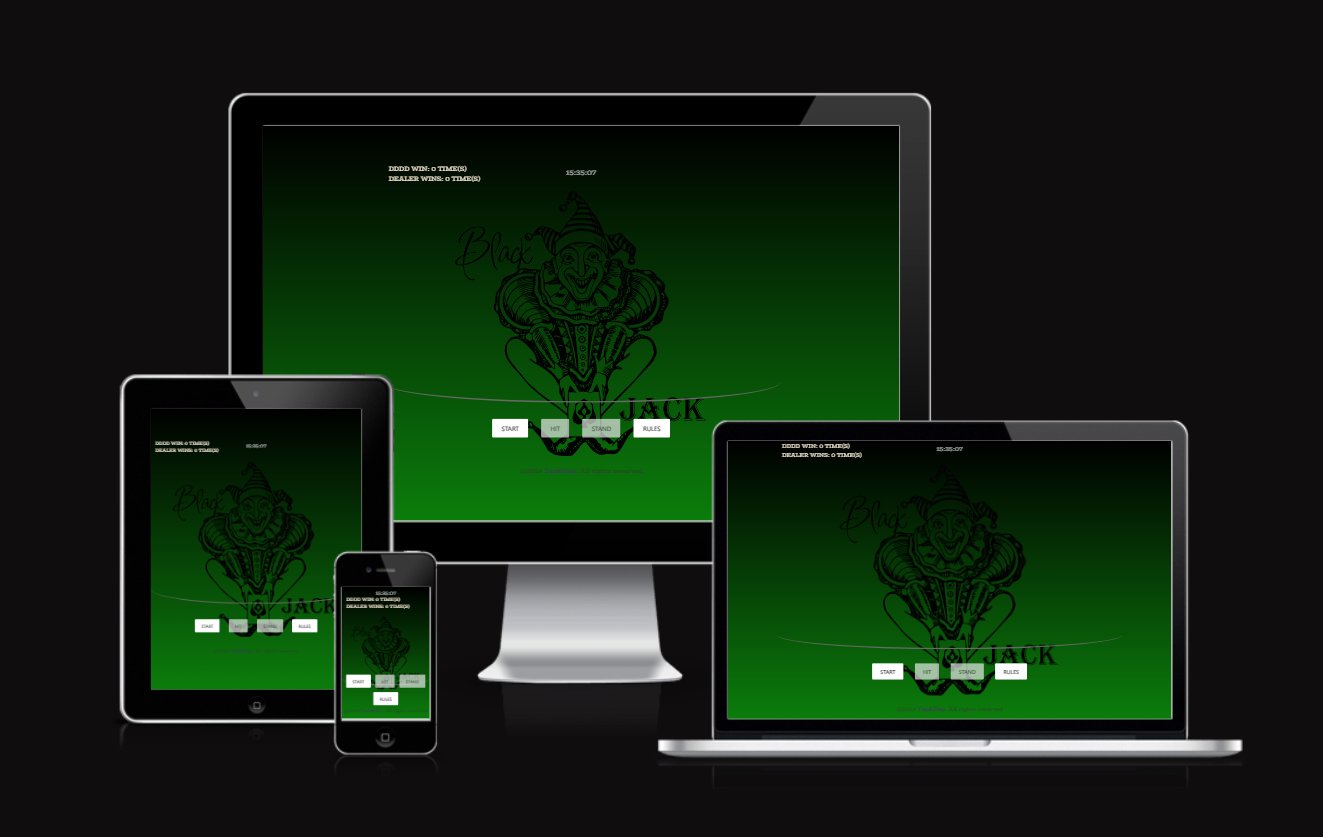 DDDD WIN: 0 TIME(S)
DEALER WINS: 0 TIME(S)
15:35:07
Black
JACK
START HIT STAND RULES
DDDD WIN: 0 TIME(S)
DEALER WINS: 0 TIME(S)
15:35:07
Black
JACK
START HIT STAND RULES
15:35:07
DDDD WIN: 0 TIME(S)
DEALER WINS: 0 TIME(S)
START HIT STAND
RULES
DDDD WIN: 0 TIME(S)
DEALER WINS: 0 TIME(S)
15:35:07
Black
JACK
START HIT STAND RULES
All rights reserved